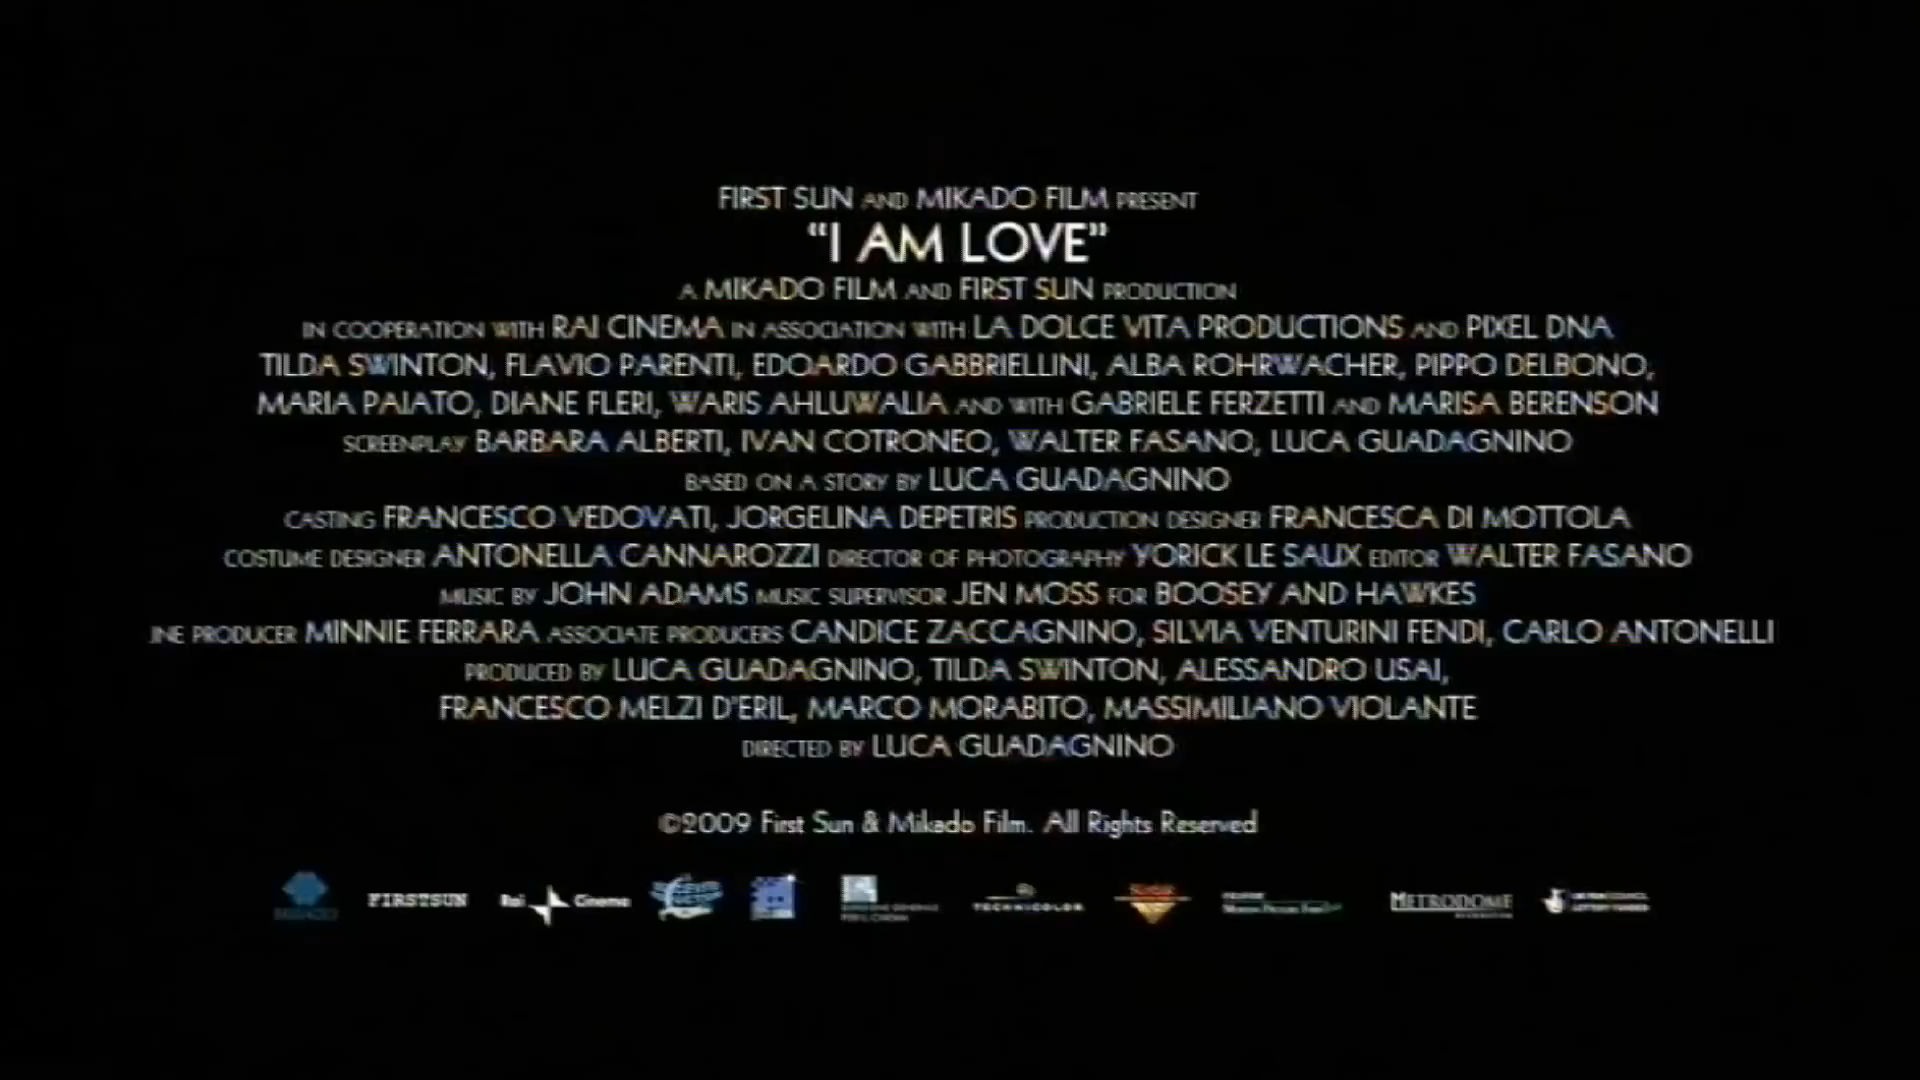 FIRST SUN AND MIKADO FILM PRESENT
“I AM LOVE”
A MIKADO FILM AND FIRST SUN PRODUCTION
IN COOPERATION WITH RAI CINEMA IN ASSOCIATION WITH LA DOLCE VITA PRODUCTIONS AND PIXEL DNA
TILDA SWINTON, FLAVIO PARENTI, EDOARDO GABBRIELLINI, ALBA ROHRWACHER, PIPPO DELBONO,
MARIA PAIATO, DIANE FLERI, WARIS AHLUWALIA AND WITH GABRIELE FERZETTI AND MARISA BERENSON
SCREENPLAY BARBARA ALBERTI, IVAN COTRONEO, WALTER FASANO, LUCA GUADAGNINO
BASED ON A STORY BY LUCA GUADAGNINO
CASTING FRANCESCO VEDOVATI, JORGELINA DEPETRIS PRODUCTION DESIGNER FRANCESCA DI MOTTOLA
COSTUME DESIGNER ANTONELLA CANNAROZZI DIRECTOR OF PHOTOGRAPHY YORICK LE SAUX EDITOR WALTER FASANO
MUSIC BY JOHN ADAMS MUSIC SUPERVISOR JEN MOSS FOR BOOSEY AND HAWKES
INE PRODUCER MINNIE FERRARA ASSOCIATE PRODUCERS CANDICE ZACCAGNINO, SILVIA VENTURINI FENDI, CARLO ANTONELLI
PRODUCED BY LUCA GUADAGNINO, TILDA SWINTON, ALESSANDRO USAI,
FRANCESCO MELZI D'ERIL, MARCO MORABITO, MASSIMILIANO VIOLANTE
DIRECTED BY LUCA GUADAGNINO
©2009 First Sun & Mikado Film. All Rights Reserved
MIKADO FIRSTSUN Rai Cinema TECHNICOLOR Kodak METRODOME